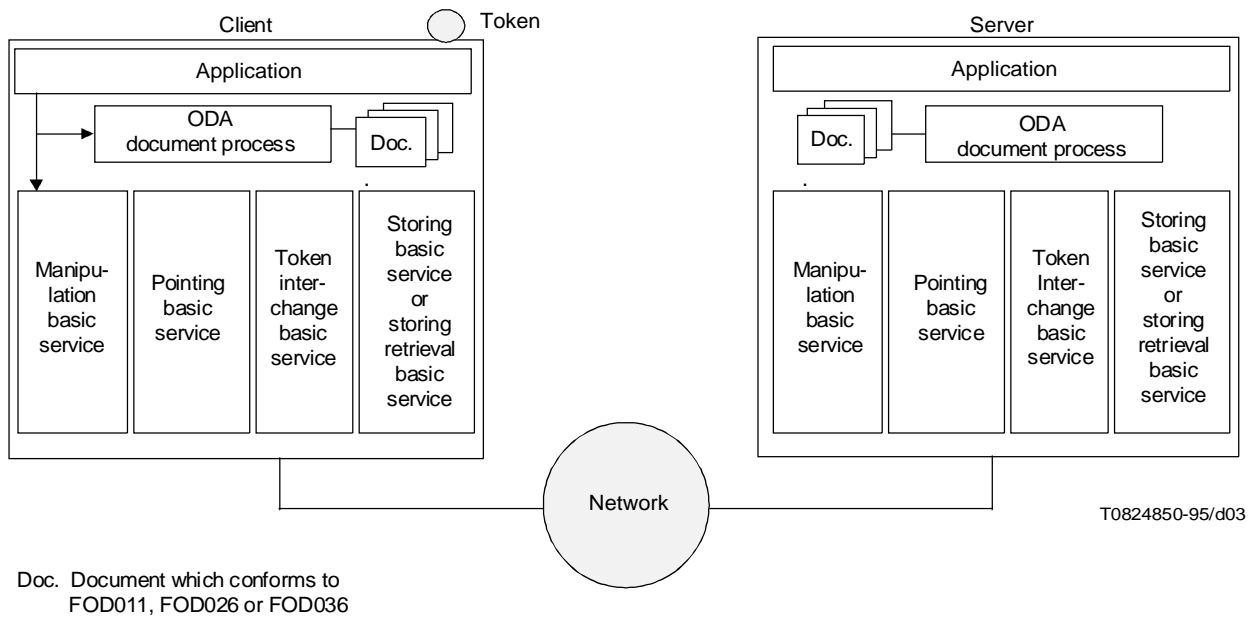 Client
Token
Server
Application
Application
ODA
document process
Doc.
Doc.
ODA
document process
.
.
Manipu-
lation
basic
service
Pointing
basic
service
Token
inter-
change
basic
service
Storing
basic
service
or
storing
retrieval
basic
service
Manipu-
lation
basic
service
Pointing
basic
service
Token
Inter-
change
basic
service
Storing
basic
service
or
storing
retrieval
basic
service
Network
T0824850-95/d03
Doc. Document which conforms to
FOD011, FOD026 or FOD036